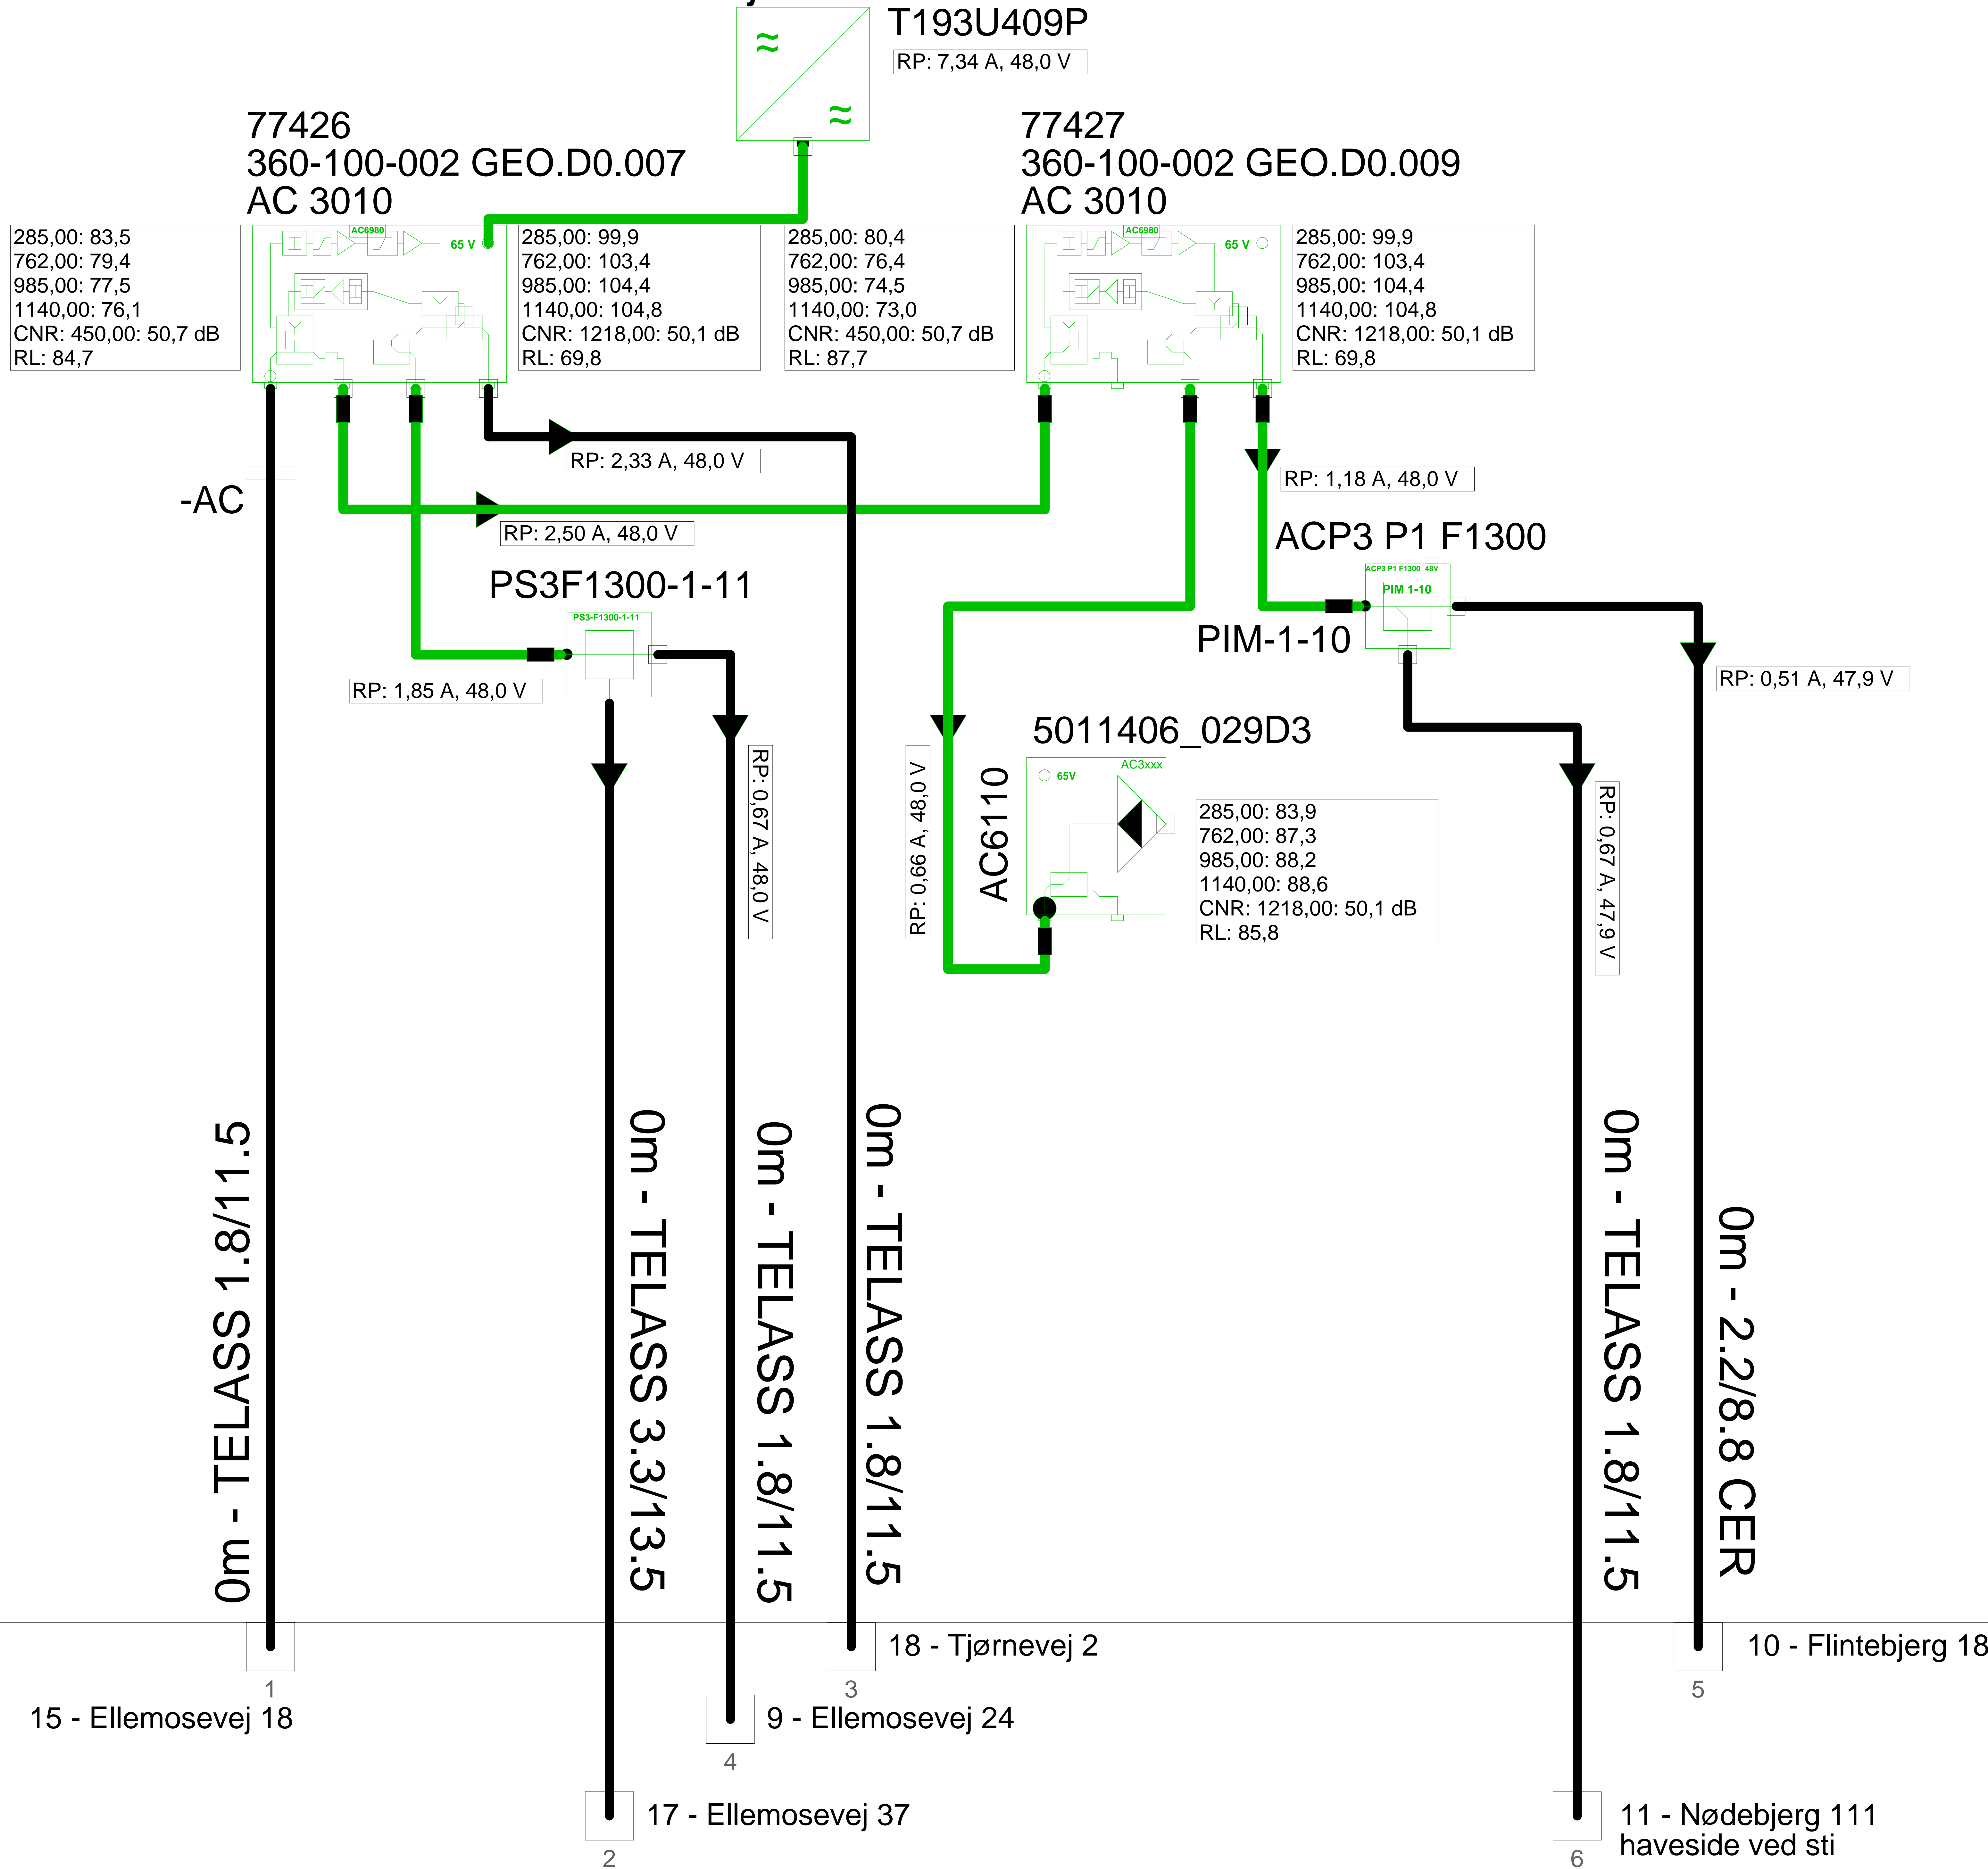 T193U409P
RP: 7,34 A, 48,0 V
≈
≈
77426
360-100-002 GEO.D0.007
AC 3010
77427
360-100-002 GEO.D0.009
AC 3010
285,00: 83,5
762,00: 79,4
985,00: 77,5
1140,00: 76,1
CNR: 450,00: 50,7 dB
RL: 84,7
AC6980
65 V
285,00: 99,9
762,00: 103,4
985,00: 104,4
1140,00: 104,8
CNR: 1218,00: 50,1 dB
RL: 69,8
285,00: 80,4
762,00: 76,4
985,00: 74,5
1140,00: 73,0
CNR: 450,00: 50,7 dB
RL: 87,7
AC6980
65 V
285,00: 99,9
762,00: 103,4
985,00: 104,4
1140,00: 104,8
CNR: 1218,00: 50,1 dB
RL: 69,8
RP: 2,33 A, 48,0 V
RP: 1,18 A, 48,0 V
-AC
RP: 2,50 A, 48,0 V
ACP3 P1 F1300
ACP3 P1 F1300 48V
PIM 1-10
PIM-1-10
PS3F1300-1-11
PS3-F1300-1-11
RP: 1,85 A, 48,0 V
RP: 0,51 A, 47,9 V
RP: 0,67 A, 48,0 V
RP: 0,66 A, 48,0 V
5011406_029D3
AC6110
65V
AC3xxx
285,00: 83,9
762,00: 87,3
985,00: 88,2
1140,00: 88,6
CNR: 1218,00: 50,1 dB
RL: 85,8
RP: 0,67 A, 47,9 V
0m - TELASS 1.8/11.5
0m - TELASS 3.3/13.5
0m - TELASS 1.8/11.5
0m - TELASS 1.8/11.5
0m - TELASS 1.8/11.5
0m - 2.2/8.8 CER
1
15 - Ellemosevej 18
18 - Tjørnevej 2
3
10 - Flintebjerg 18
5
9 - Ellemosevej 24
4
17 - Ellemosevej 37
2
11 - Nødebjerg 111
haveside ved sti
6